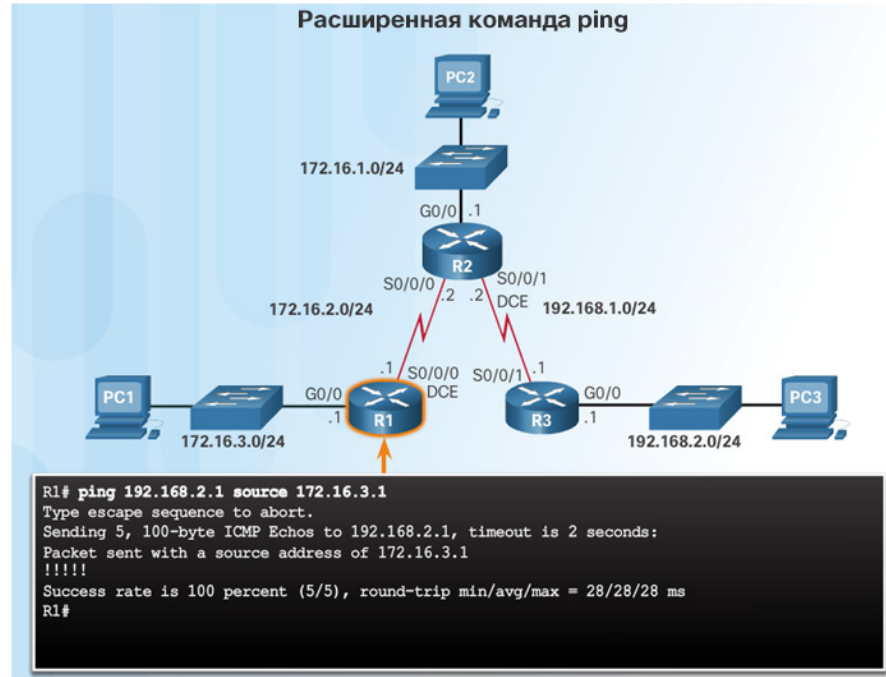 Расширенная команда ping
PC2
172.16.1.0/24
G0/0 .1
R2
S0/0/0 .2
.2 S0/0/1
DCE
172.16.2.0/24
192.168.1.0/24
.1 S0/0/0
DCE
S0/0/1 .1
PC1
G0/0
.1
R1
R3
G0/0
.1
PC3
172.16.3.0/24
192.168.2.0/24
R1# ping 192.168.2.1 source 172.16.3.1
Type escape sequence to abort.
Sending 5, 100-byte ICMP Echos to 192.168.2.1, timeout is 2 seconds:
Packet sent with a source address of 172.16.3.1
!!!!!
Success rate is 100 percent (5/5), round-trip min/avg/max = 28/28/28 ms
R1#